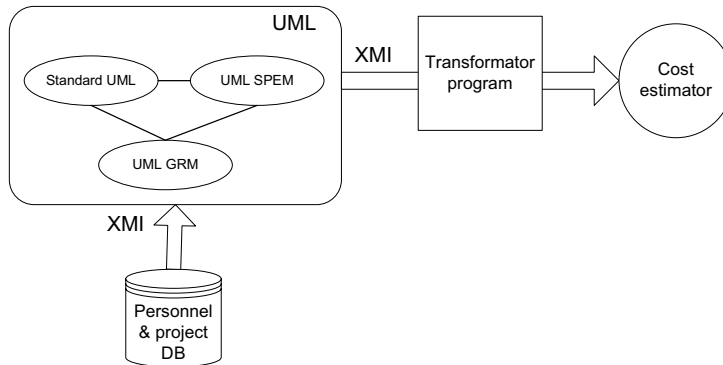 UML
Standard UML
UML SPEM
UML GRM
XMI
Transformator
program
Cost
estimator
XMI
Personnel
& project
DB